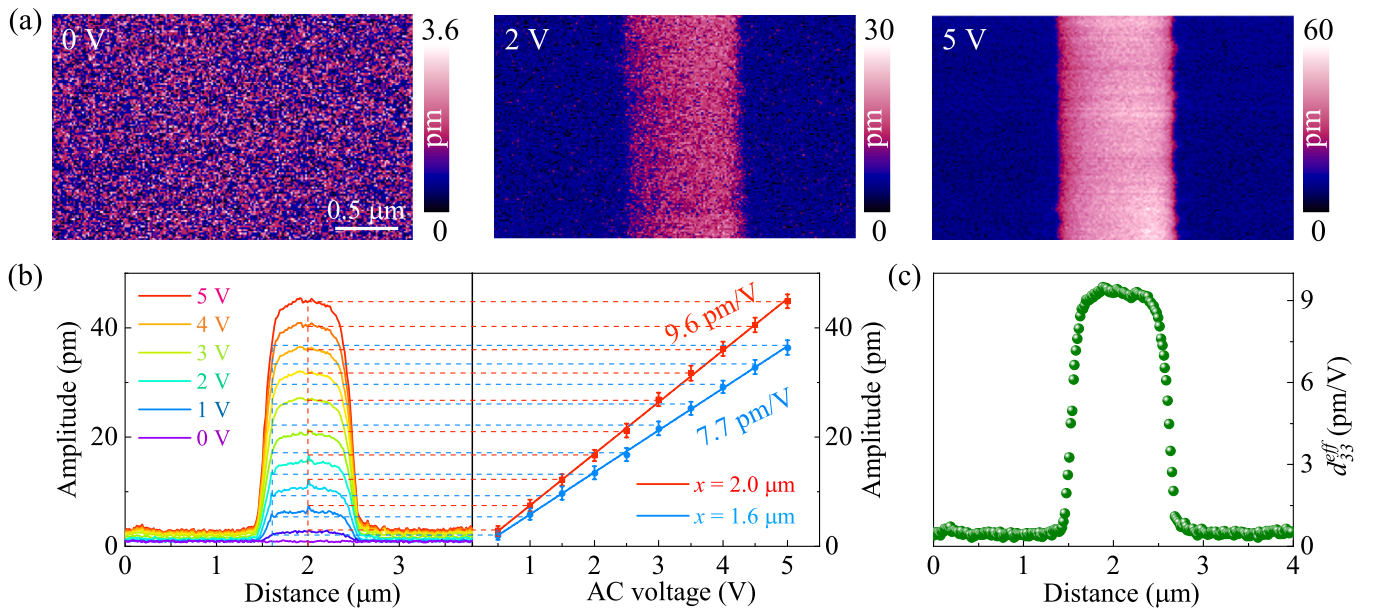 (a)
0 V
3.6
pm
0
0.5 μm
2 V
30
pm
0
5 V
60
pm
0
(b)
5 V
4 V
3 V
2 V
1 V
0 V
Amplitude (pm)
40
20
0
0 1 2 3
Distance (μm)
9.6 pm/V
7.7 pm/V
x = 2.0 μm
x = 1.6 μm
1 2 3 4 5
AC voltage (V)
40
20
0
Amplitude (pm)
(c)
9
6
3
0
d33eff (pm/V)
0 1 2 3 4
Distance (μm)